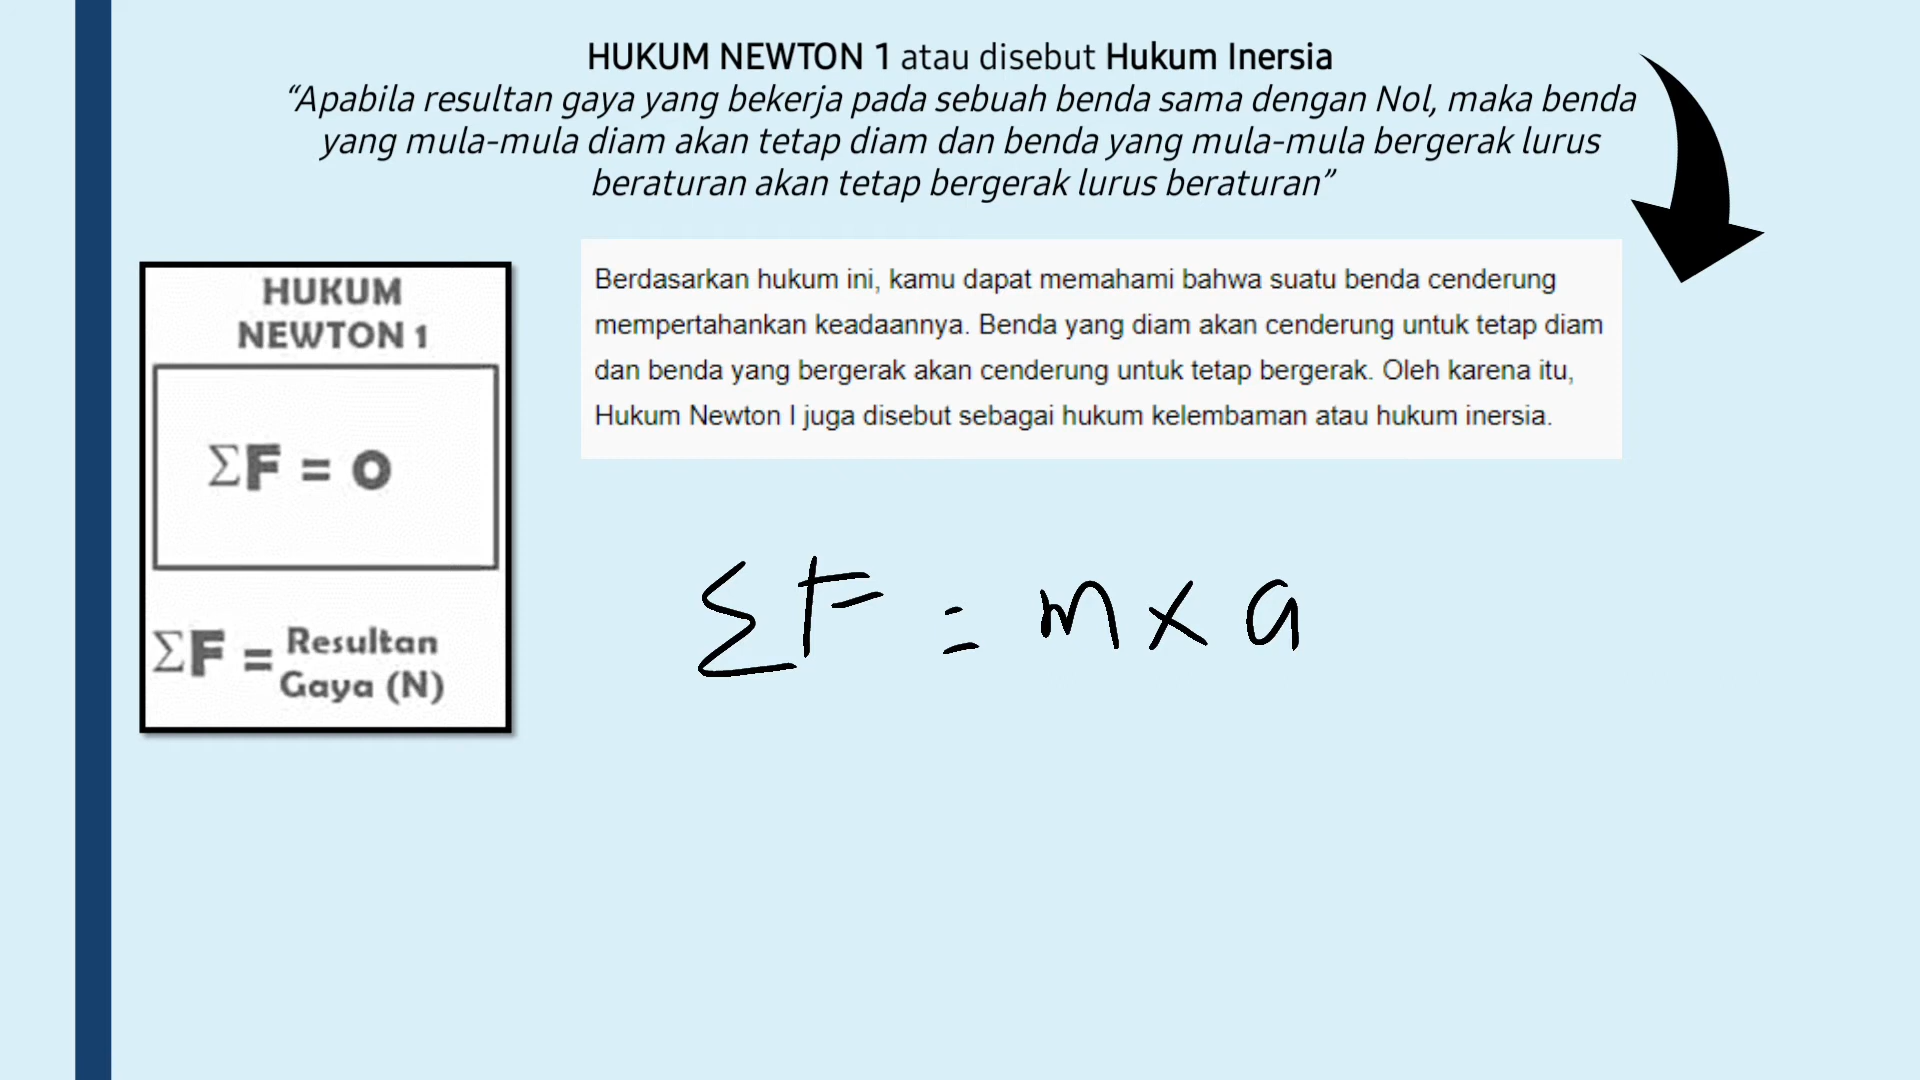 HUKUM NEWTON 1 atau disebut Hukum Inersia
“Apabila resultan gaya yang bekerja pada sebuah benda sama dengan Nol, maka benda
yang mula-mula diam akan tetap diam dan benda yang mula-mula bergerak lurus
beraturan akan tetap bergerak lurus beraturan”
HUKUM
NEWTON 1
ΣF = 0
ΣF = Resultan
Gaya (N)
Berdasarkan hukum ini, kamu dapat memahami bahwa suatu benda cenderung
mempertahankan keadaannya. Benda yang diam akan cenderung untuk tetap diam
dan benda yang bergerak akan cenderung untuk tetap bergerak. Oleh karena itu,
Hukum Newton I juga disebut sebagai hukum kelembaman atau hukum inersia.
ΣF = m x a